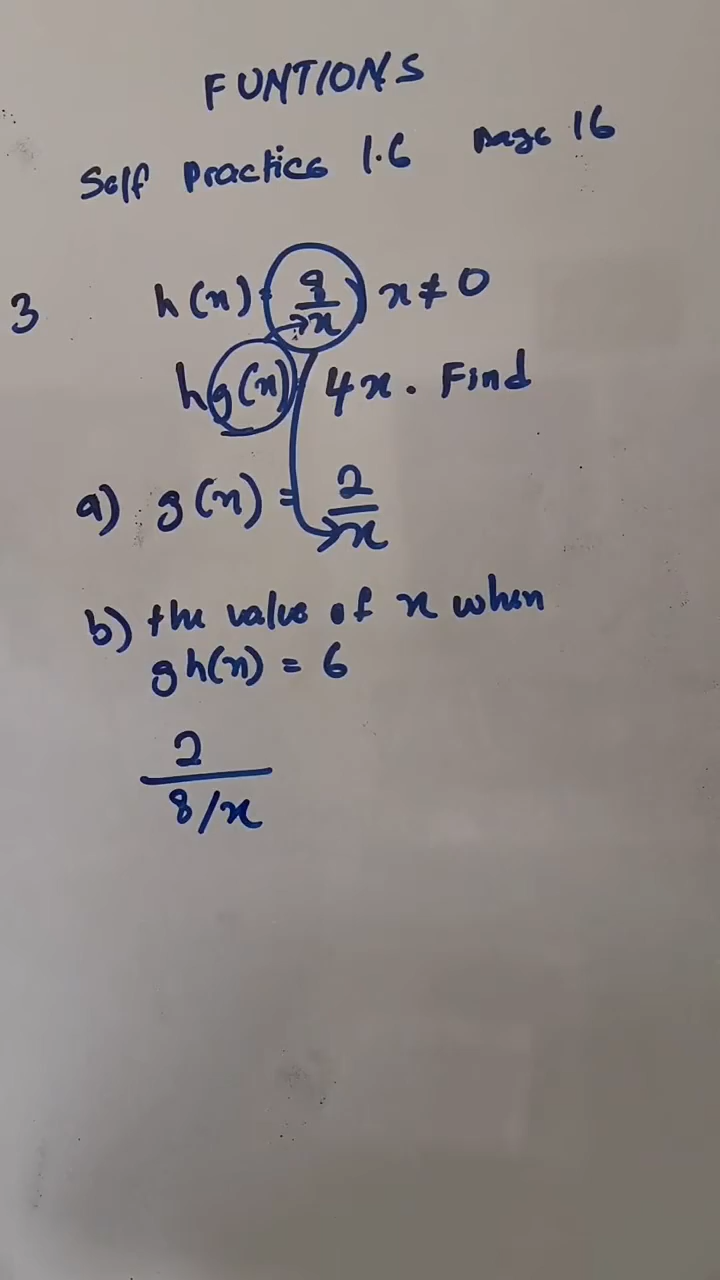 FUNTIONS
Self Practice 1.6 Page 16
3 h(x) = 8/x x ≠ 0
hg(x) = 4x. Find
a) g(x) = 2/x
b) the value of x when
gh(x) = 6
2
8/x